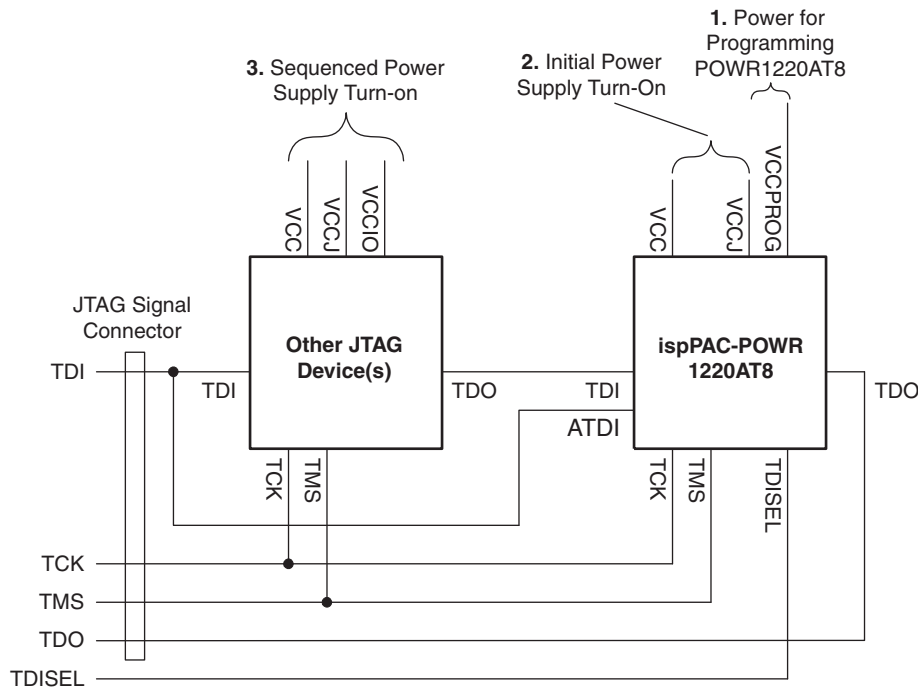 1. Power for
Programming
POWR1220AT8
2. Initial Power
Supply Turn-On
3. Sequenced Power
Supply Turn-on
VCC
VCCJ
VCCIO
VCC
VCCJ
VCCPROG
JTAG Signal
Connector
Other JTAG
Device(s)
ispPAC-POWR
1220AT8
TDI
TDI
TDO
TDI
TDO
ATDI
TCK
TMS
TCK
TMS
TDISEL
TCK
TMS
TDO
TDISEL